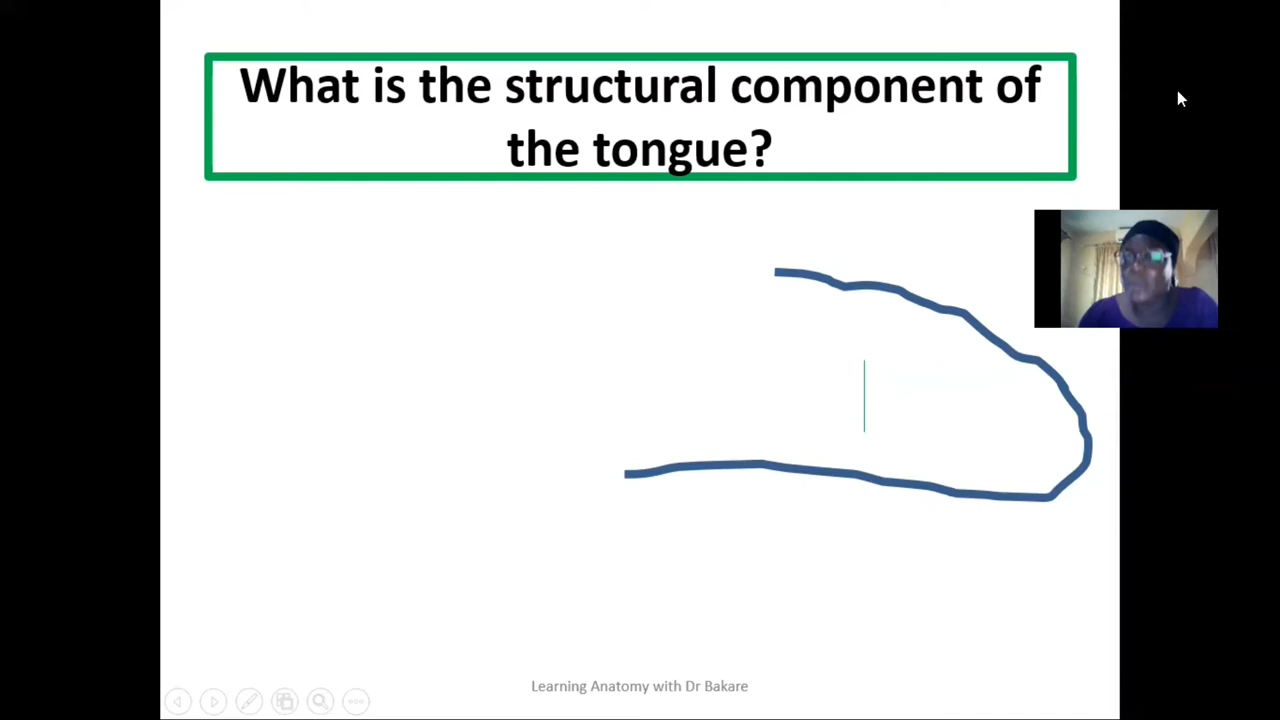 What is the structural component of
the tongue?
Learning Anatomy with Dr Bakare